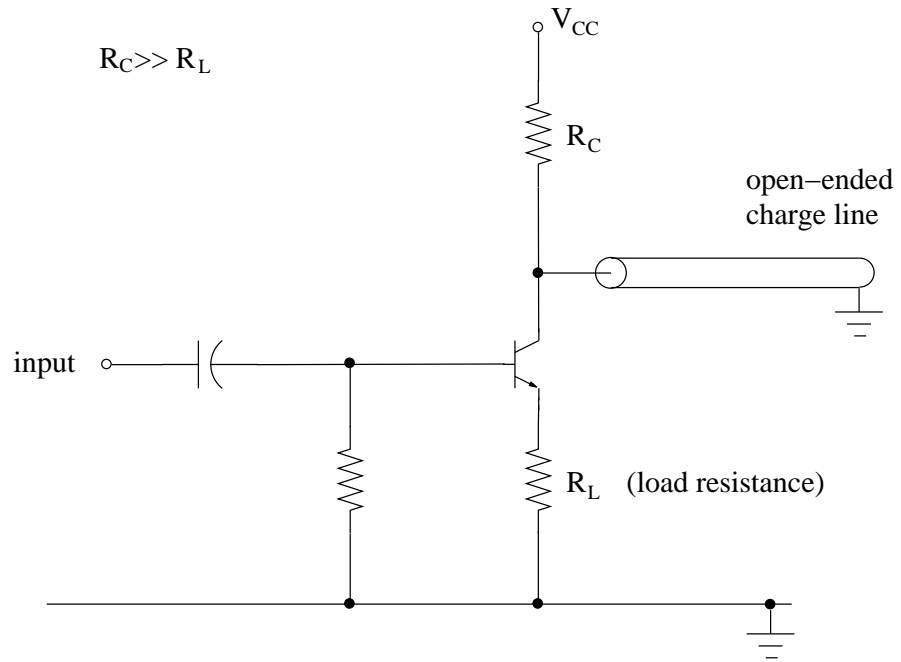 V_CC
R_C>> R_L
R_C
open−ended
charge line
input
R_L (load resistance)